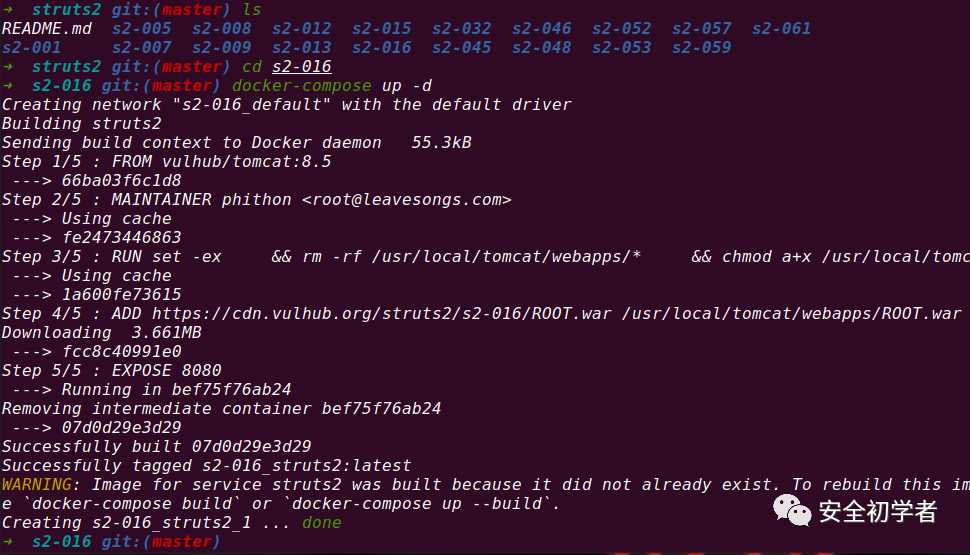 ➜  struts2 git:(master) ls
README.md  s2-005  s2-008  s2-012  s2-015  s2-032  s2-046  s2-052  s2-057  s2-061
s2-001     s2-007  s2-009  s2-013  s2-016  s2-045  s2-048  s2-053  s2-059
➜  struts2 git:(master) cd s2-016
➜  s2-016 git:(master) docker-compose up -d
Creating network "s2-016_default" with the default driver
Building struts2
Sending build context to Docker daemon   55.3kB
Step 1/5 : FROM vulhub/tomcat:8.5
 ---> 66ba03f6c1d8
Step 2/5 : MAINTAINER phithon <root@leavesongs.com>
 ---> Using cache
 ---> fe2473446863
Step 3/5 : RUN set -ex     && rm -rf /usr/local/tomcat/webapps/*     && chmod a+x /usr/local/tomc
 ---> Using cache
 ---> 1a600fe73615
Step 4/5 : ADD https://cdn.vulhub.org/struts2/s2-016/ROOT.war /usr/local/tomcat/webapps/ROOT.war
Downloading  3.661MB
 ---> fcc8c40991e0
Step 5/5 : EXPOSE 8080
 ---> Running in bef75f76ab24
Removing intermediate container bef75f76ab24
 ---> 07d0d29e3d29
Successfully built 07d0d29e3d29
Successfully tagged s2-016_struts2:latest
WARNING: Image for service struts2 was built because it did not already exist. To rebuild this im
e `docker-compose build` or `docker-compose up --build`.
Creating s2-016_struts2_1 ... done
➜  s2-016 git:(master)
安全初学者